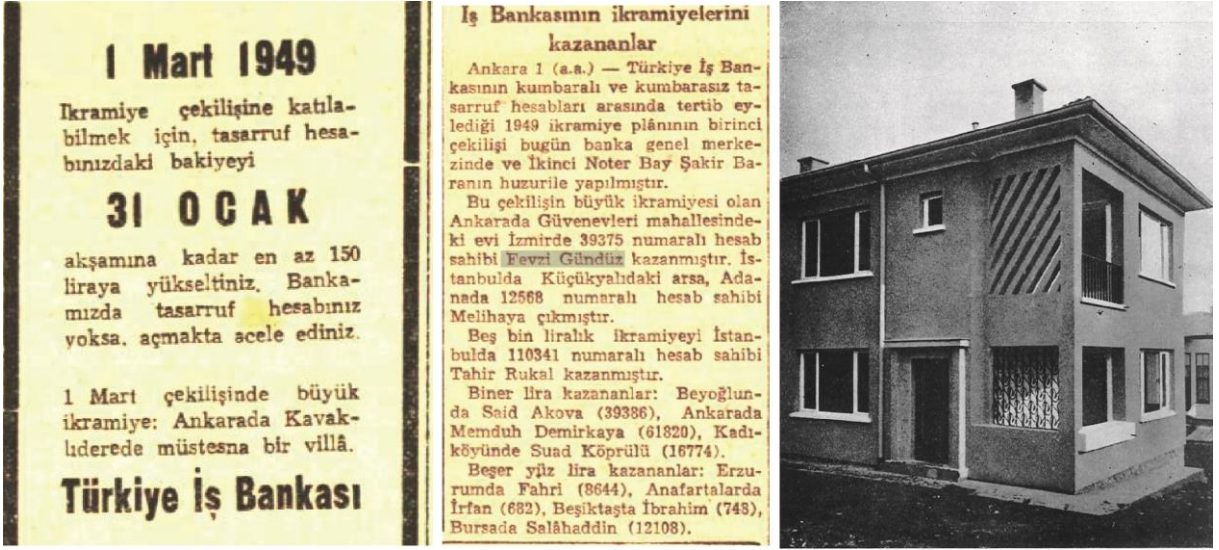 1 Mart 1949
Ikramiye çekilişine katıla-
bilmek için, tasarruf hesa-
bınızdaki bakiyeyi
31 OCAK
akşamına kadar en az 150
liraya yükseltiniz. Banka-
mızda tasarruf hesabınız
yoksa, açmakta acele ediniz.
1 Mart çekilişinde büyük
ikramiye: Ankarada Kavak-
lıderede müstesna bir villâ.
Türkiye İş Bankası
İş Bankasının ikramiyelerini
kazananlar
Ankara 1 (a.a.) — Türkiye İş Ban-
kasının kumbaralı ve kumbarasız ta-
sarruf hesabları arasında tertib ey-
lediği 1949 ikramiye plânının birinci
çekilişi bugün banka genel merke-
zinde ve İkinci Noter Bay Şakir Ba-
ranın huzurile yapılmıştır.
Bu çekilişin büyük ikramiyesi olan
Ankarada Güvenevleri mahallesinde-
ki evi İzmirde 39375 numaralı hesab
sahibi Fevzi Gündüz kazanmıştır. İs-
tanbulda Küçükyalıdaki arsa, Ada-
nada 12568 numaralı hesab sahibi
Melihaya çıkmıştır.
Beş bin liralık ikramiyeyi İstan-
bulda 110341 numaralı hesab sahibi
Tahir Rukal kazanmıştır.
Biner lira kazananlar: Beyoğlun-
da Said Akova (39386), Ankarada
Memduh Demirkaya (61820), Kadı-
köyünde Suad Köprülü (16774).
Beşer yüz lira kazananlar: Erzu-
rumda Fahri (8644), Anafartalarda
İrfan (682), Beşiktaşta İbrahim (743),
Bursada Salâhaddin (12108).